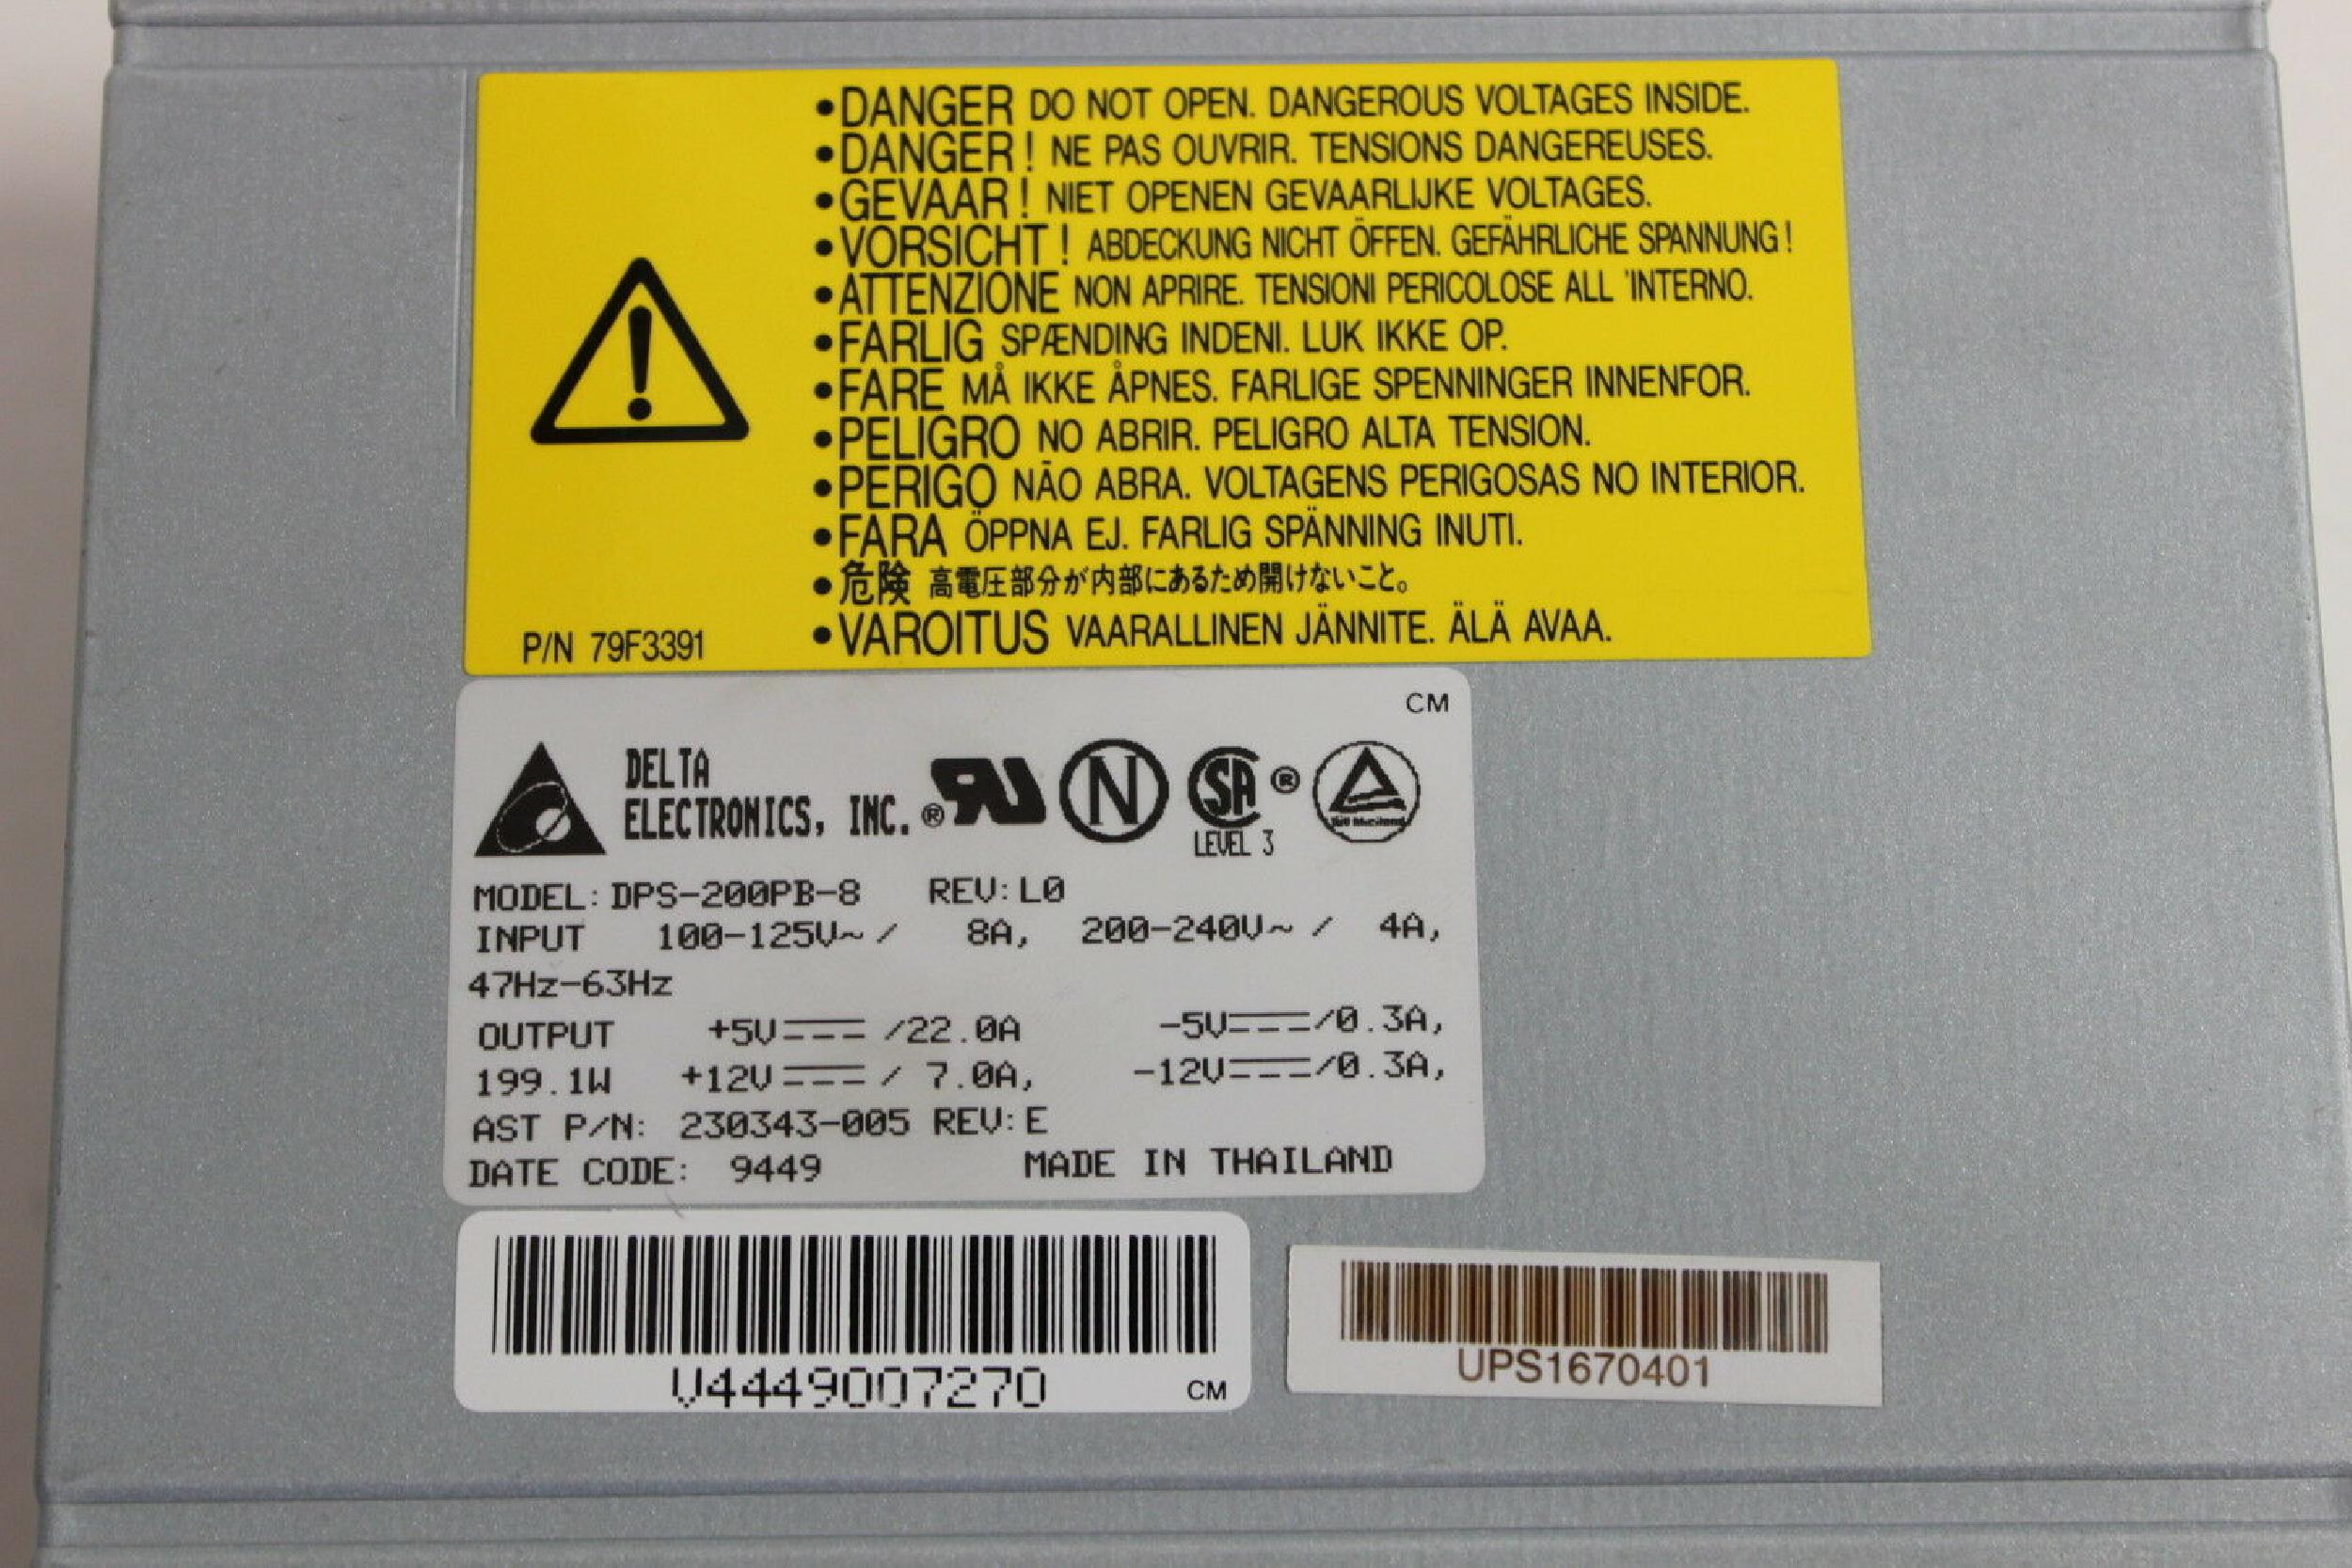 •DANGER DO NOT OPEN. DANGEROUS VOLTAGES INSIDE.
•DANGER! NE PAS OUVRIR. TENSIONS DANGEREUSES.
•GEVAAR! NIET OPENEN GEVAARLIJKE VOLTAGES.
•VORSICHT! ABDECKUNG NICHT ÖFFEN. GEFÄHRLICHE SPANNUNG!
•ATTENZIONE NON APRIRE. TENSIONI PERICOLOSE ALL 'INTERNO.
•FARLIG SPÆNDING INDENI. LUK IKKE OP.
•FARE MÅ IKKE ÅPNES. FARLIGE SPENNINGER INNENFOR.
•PELIGRO NO ABRIR. PELIGRO ALTA TENSION.
•PERIGO NÃO ABRA. VOLTAGENS PERIGOSAS NO INTERIOR.
•FARA ÖPPNA EJ. FARLIG SPÄNNING INUTI.
•危険 高電圧部分が内部にあるため開けないこと。
•VAROITUS VAARALLINEN JÄNNITE. ÄLÄ AVAA.
P/N 79F3391
CM
DELTA
ELECTRONICS, INC. ® RU N SA ®
LEVEL 3
MODEL: DPS-200PB-8 REV: L0
INPUT 100-125V~ / 8A, 200-240V~ / 4A,
47Hz-63Hz
OUTPUT +5V⎓ /22.0A -5V⎓/0.3A,
199.1W +12V⎓ / 7.0A, -12V⎓/0.3A,
AST P/N: 230343-005 REV: E
DATE CODE: 9449 MADE IN THAILAND
V4449007270 CM
UPS1670401